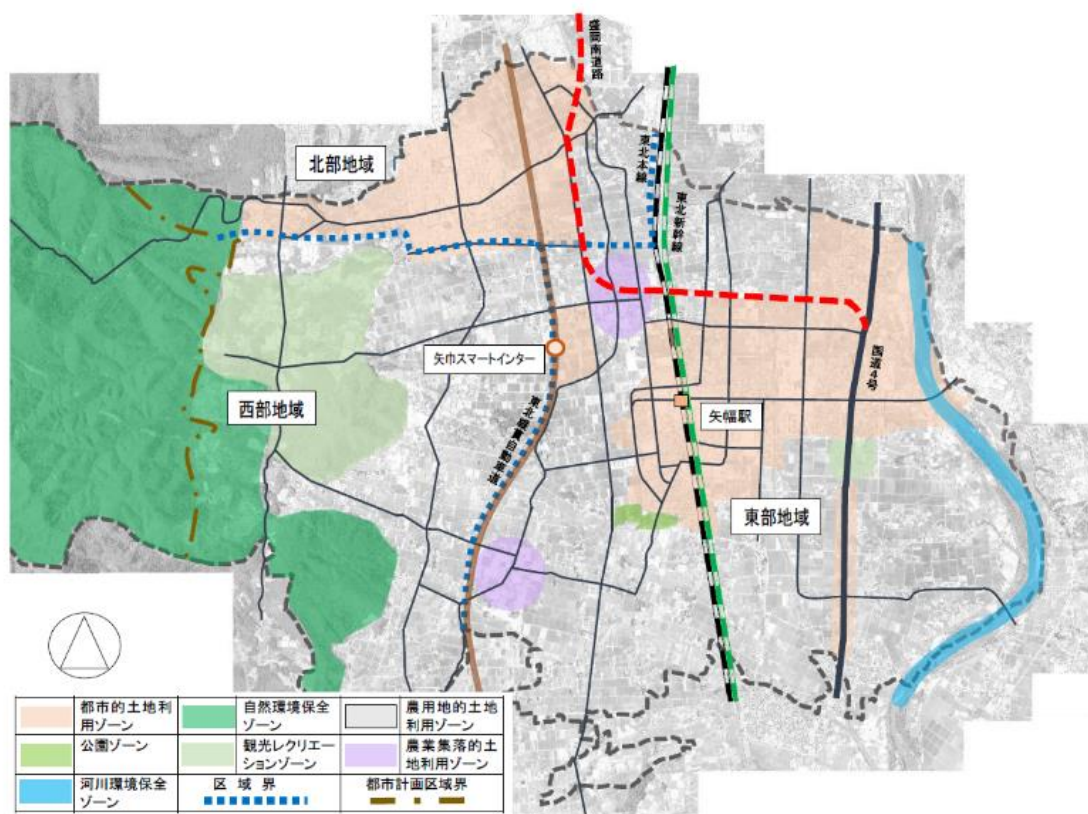 盛岡南道路
北部地域
東北本線
東北新幹線
矢巾スマートインター
国道4号
西部地域
東北縦貫自動車道
矢幅駅
東部地域
都市的土地利
用ゾーン
自然環境保全
ゾーン
農用地的土地
利用ゾーン
公園ゾーン
観光レクリエー
ションゾーン
農業集落的土
地利用ゾーン
河川環境保全
ゾーン
区域界
都市計画区域界